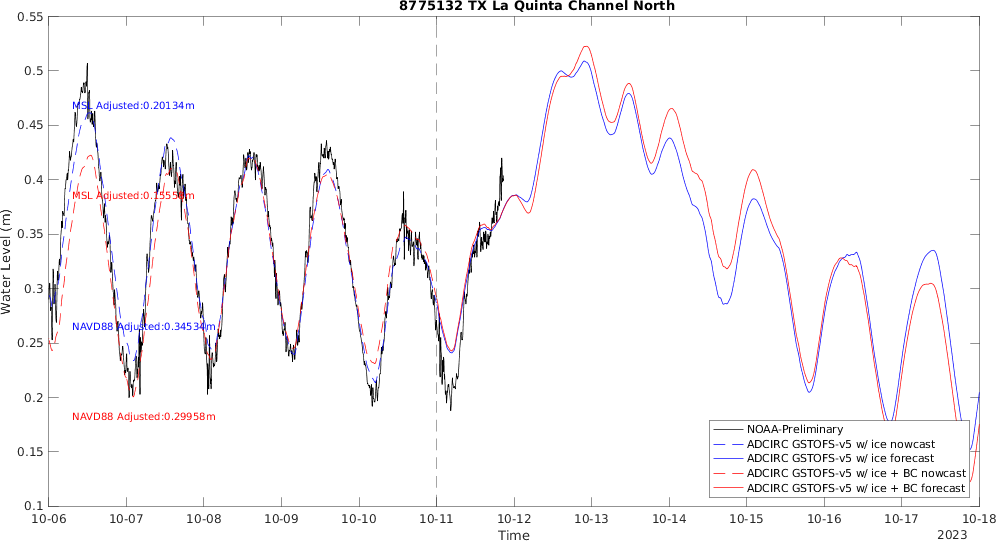 8775132 TX La Quinta Channel North
Water Level (m)
0.55
0.5
0.45
0.4
0.35
0.3
0.25
0.2
0.15
0.1
MSL Adjusted:0.20134m
MSL Adjusted:0.15558m
NAVD88 Adjusted:0.34534m
NAVD88 Adjusted:0.29958m
NOAA-Preliminary
ADCIRC GSTOFS-v5 w/ ice nowcast
ADCIRC GSTOFS-v5 w/ ice forecast
ADCIRC GSTOFS-v5 w/ ice + BC nowcast
ADCIRC GSTOFS-v5 w/ ice + BC forecast
10-06 10-07 10-08 10-09 10-10 10-11 10-12 10-13 10-14 10-15 10-16 10-17 10-18
Time
2023